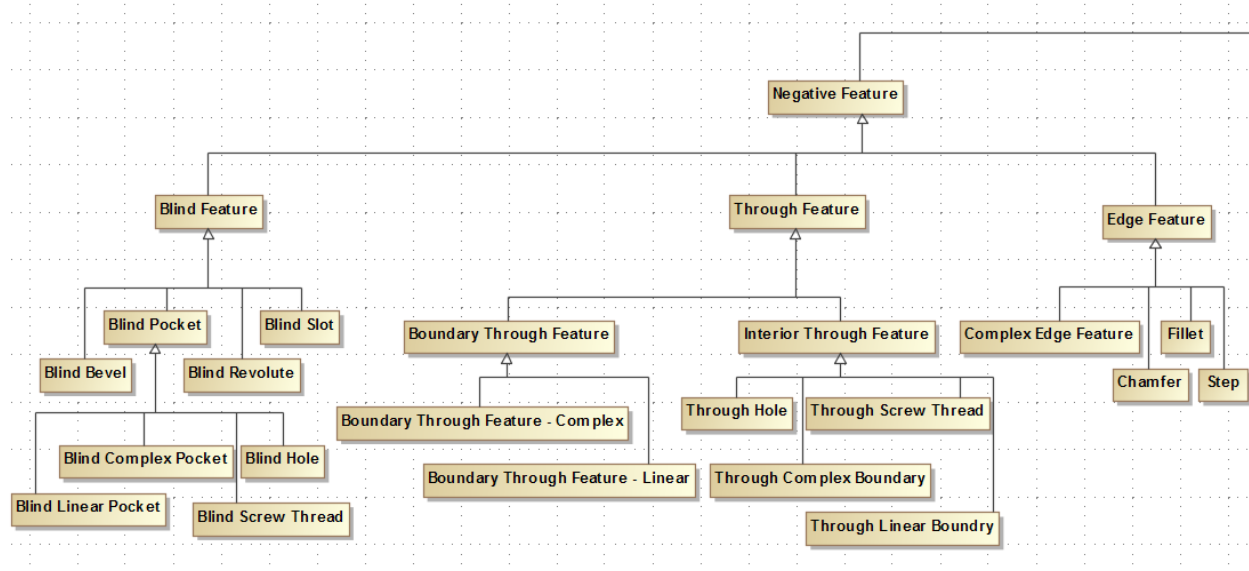 Negative Feature
Blind Feature
Through Feature
Edge Feature
Blind Pocket
Blind Slot
Boundary Through Feature
Interior Through Feature
Complex Edge Feature
Fillet
Blind Bevel
Blind Revolute
Chamfer
Step
Through Hole
Through Screw Thread
Boundary Through Feature - Complex
Blind Complex Pocket
Blind Hole
Boundary Through Feature - Linear
Through Complex Boundary
Blind Linear Pocket
Blind Screw Thread
Through Linear Boundry